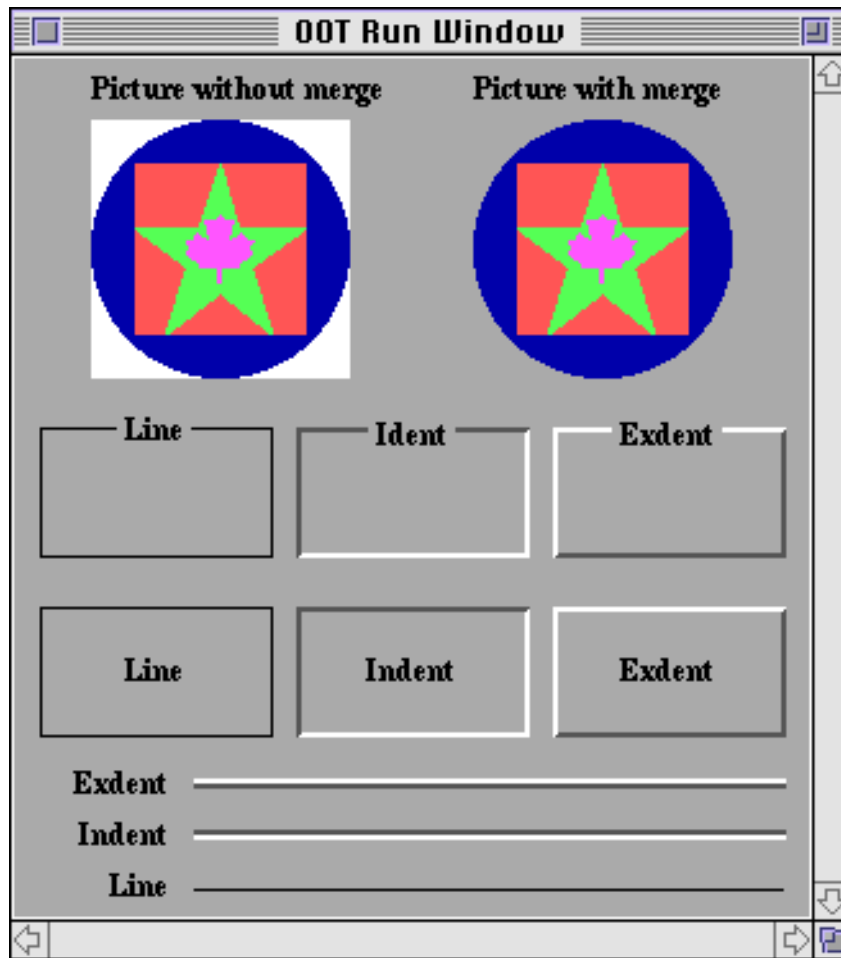 OOT Run Window
Picture without merge Picture with merge
Line Ident Exdent
Line Indent Exdent
Exdent
Indent
Line